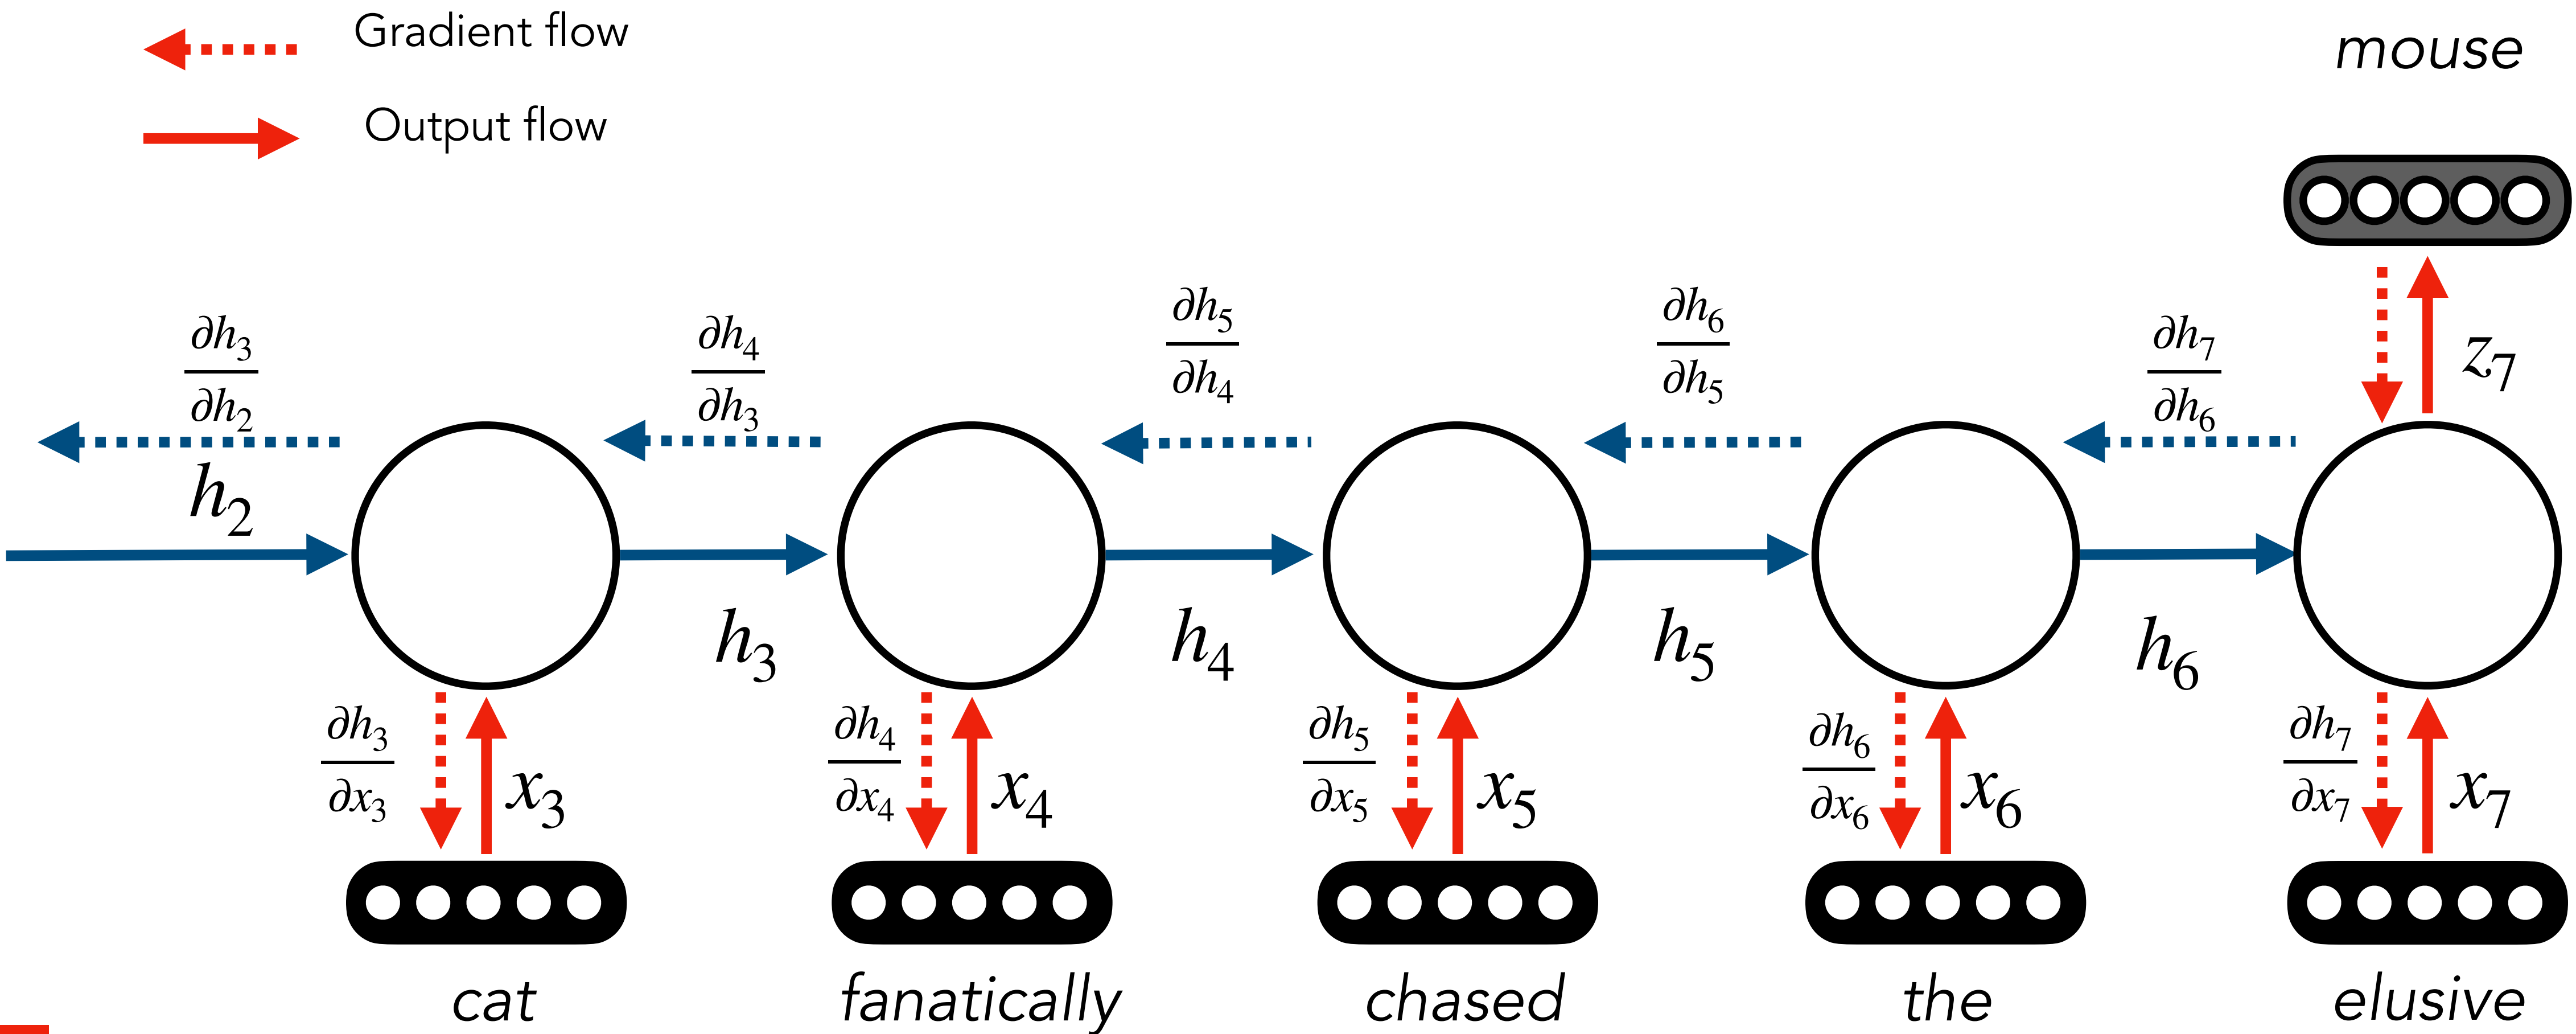 Gradient flow
Output flow
mouse
∂h₃/∂h₂
∂h₄/∂h₃
∂h₅/∂h₄
∂h₆/∂h₅
∂h₇/∂h₆
z₇
h₂
h₃
h₄
h₅
h₆
∂h₃/∂x₃
x₃
∂h₄/∂x₄
x₄
∂h₅/∂x₅
x₅
∂h₆/∂x₆
x₆
∂h₇/∂x₇
x₇
cat
fanatically
chased
the
elusive